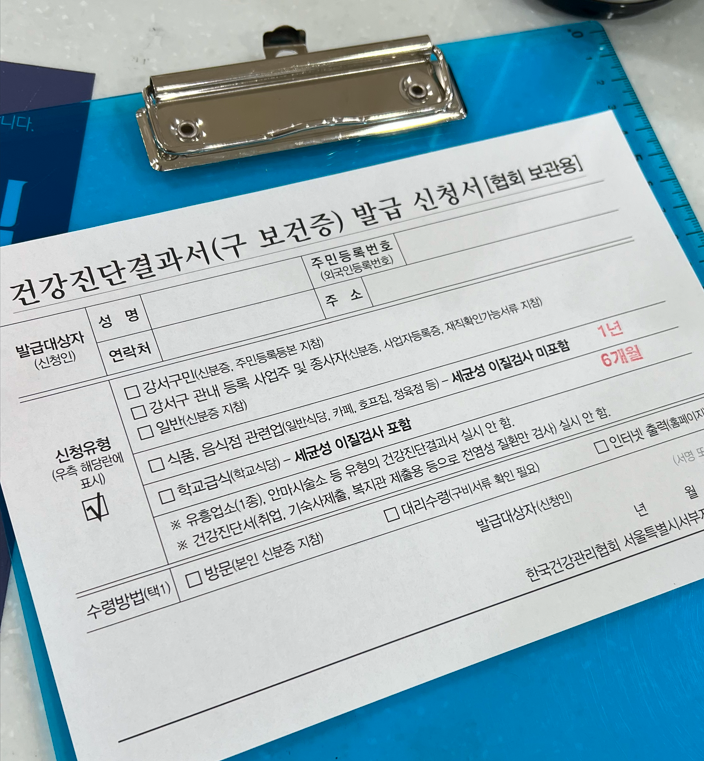 니다.
건강진단결과서(구 보건증) 발급 신청서[협회 보관용]
발급대상자
(신청인)
성 명
주민등록번호
(외국인등록번호)
연락처
주 소
신청유형
(우측 해당란에
표시)
☑
□ 강서구민(신분증, 주민등록등본 지참)
□ 강서구 관내 등록 사업주 및 종사자(신분증, 사업자등록증, 재직확인가능서류 지참)
□ 일반(신분증 지참)
□ 식품, 음식점 관련업(일반식당, 카페, 호프집, 정육점 등) – 세균성 이질검사 미포함 1년
□ 학교급식(학교식당) – 세균성 이질검사 포함 6개월
※ 유흥업소(1종), 안마시술소 등 유형의 건강진단결과서 실시 안 함.
※ 건강진단서(취업, 기숙사제출, 복지관 제출용 등으로 전염성 질환만 검사) 실시 안 함.
수령방법(택1)
□ 방문(본인 신분증 지참)
□ 대리수령(구비서류 확인 필요)
□ 인터넷 출력(홈페이지
발급대상자(신청인)
(서명 또
년 월
한국건강관리협회 서울특별시서부지